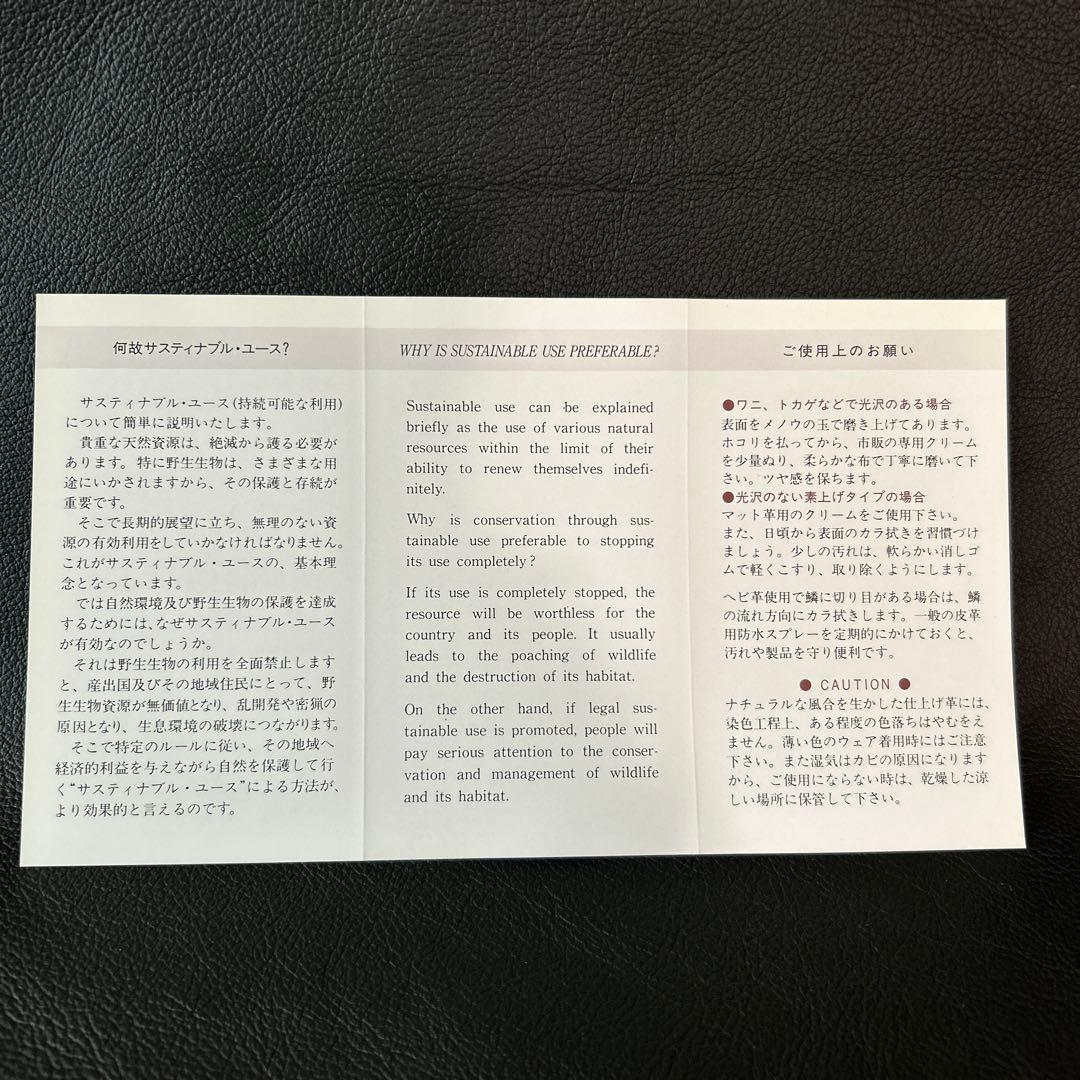 何故サスティナブル・ユース?
サスティナブル・ユース(持続可能な利用)
について簡単に説明いたします。
貴重な天然資源は、絶滅から護る必要が
あります。特に野生生物は、さまざまな用
途にいかされますから、その保護と存続が
重要です。
そこで長期的展望に立ち、無理のない資
源の有効利用をしていかなければなりません。
これがサスティナブル・ユースの、基本理
念となっています。
では自然環境及び野生生物の保護を達成
するためには、なぜサスティナブル・ユース
が有効なのでしょうか。
それは野生生物の利用を全面禁止します
と、産出国及びその地域住民にとって、野
生生物資源が無価値となり、乱開発や密猟の
原因となり、生息環境の破壊につながります。
そこで特定のルールに従い、その地域へ
経済的利益を与えながら自然を保護して行
く“サスティナブル・ユース”による方法が、
より効果的と言えるのです。
WHY IS SUSTAINABLE USE PREFERABLE?
Sustainable use can be explained
briefly as the use of various natural
resources within the limit of their
ability to renew themselves indefi-
nitely.
Why is conservation through sus-
tainable use preferable to stopping
its use completely?
If its use is completely stopped, the
resource will be worthless for the
country and its people. It usually
leads to the poaching of wildlife
and the destruction of its habitat.
On the other hand, if legal sus-
tainable use is promoted, people will
pay serious attention to the conser-
vation and management of wildlife
and its habitat.
ご使用上のお願い
●ワニ、トカゲなどで光沢のある場合
表面をメノウの玉で磨き上げてあります。
ホコリを払ってから、市販の専用クリーム
を少量ぬり、柔らかな布で丁寧に磨いて下
さい。ツヤ感を保ちます。
●光沢のない素上げタイプの場合
マット革用のクリームをご使用下さい。
また、日頃から表面のカラ拭きを習慣づけ
ましょう。少しの汚れは、軟らかい消しゴ
ムで軽くこすり、取り除くようにします。
ヘビ革使用で鱗に切り目がある場合は、鱗
の流れ方向にカラ拭きします。一般の皮革
用防水スプレーを定期的にかけておくと、
汚れや製品を守り便利です。
● CAUTION ●
ナチュラルな風合を生かした仕上げ革には、
染色工程上、ある程度の色落ちはやむをえ
ません。薄い色のウェア着用時にはご注意
下さい。また湿気はカビの原因になります
から、ご使用にならない時は、乾燥した涼
しい場所に保管して下さい。